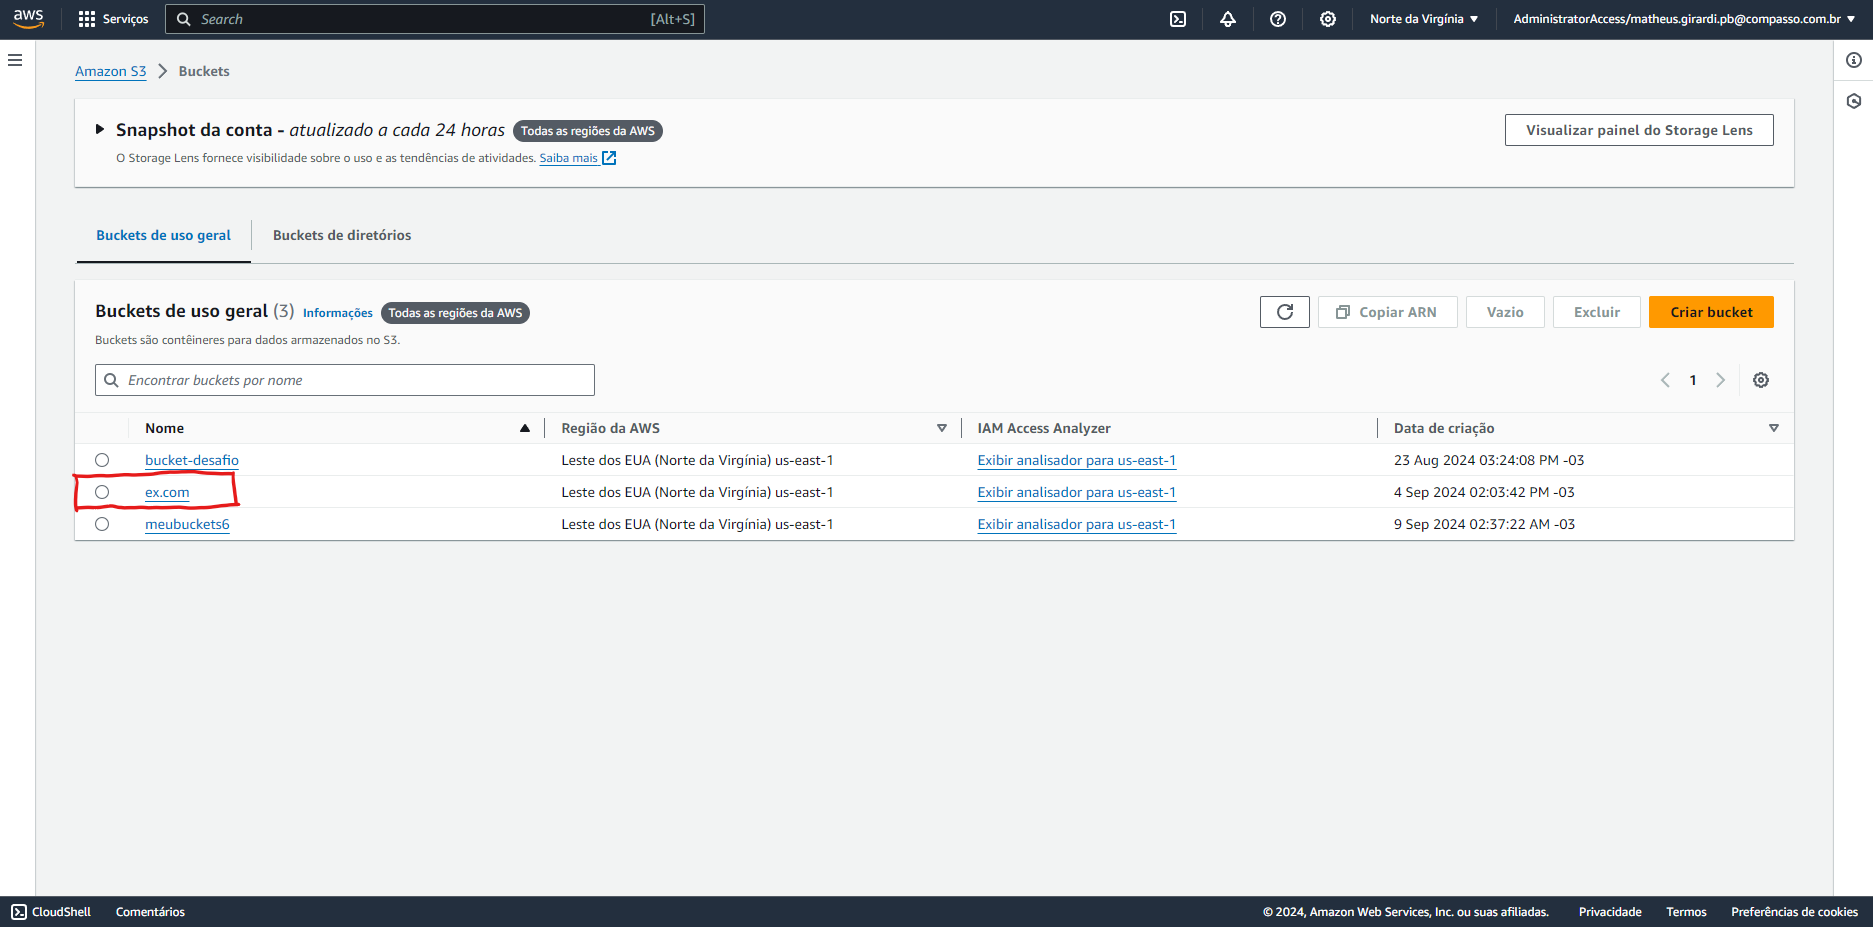 aws Serviços Search [Alt+S] Norte da Virgínia AdministratorAccess/matheus.girardi.pb@compasso.com.br
Amazon S3 Buckets
Snapshot da conta - atualizado a cada 24 horas Todas as regiões da AWS Visualizar painel do Storage Lens
O Storage Lens fornece visibilidade sobre o uso e as tendências de atividades. Saiba mais
Buckets de uso geral Buckets de diretórios
Buckets de uso geral (3) Informações Todas as regiões da AWS Copiar ARN Vazio Excluir Criar bucket
Buckets são contêineres para dados armazenados no S3.
Encontrar buckets por nome 1
Nome Região da AWS IAM Access Analyzer Data de criação
bucket-desafio Leste dos EUA (Norte da Virgínia) us-east-1 Exibir analisador para us-east-1 23 Aug 2024 03:24:08 PM -03
ex.com Leste dos EUA (Norte da Virgínia) us-east-1 Exibir analisador para us-east-1 4 Sep 2024 02:03:42 PM -03
meubuckets6 Leste dos EUA (Norte da Virgínia) us-east-1 Exibir analisador para us-east-1 9 Sep 2024 02:37:22 AM -03
CloudShell Comentários © 2024, Amazon Web Services, Inc. ou suas afiliadas. Privacidade Termos Preferências de cookies